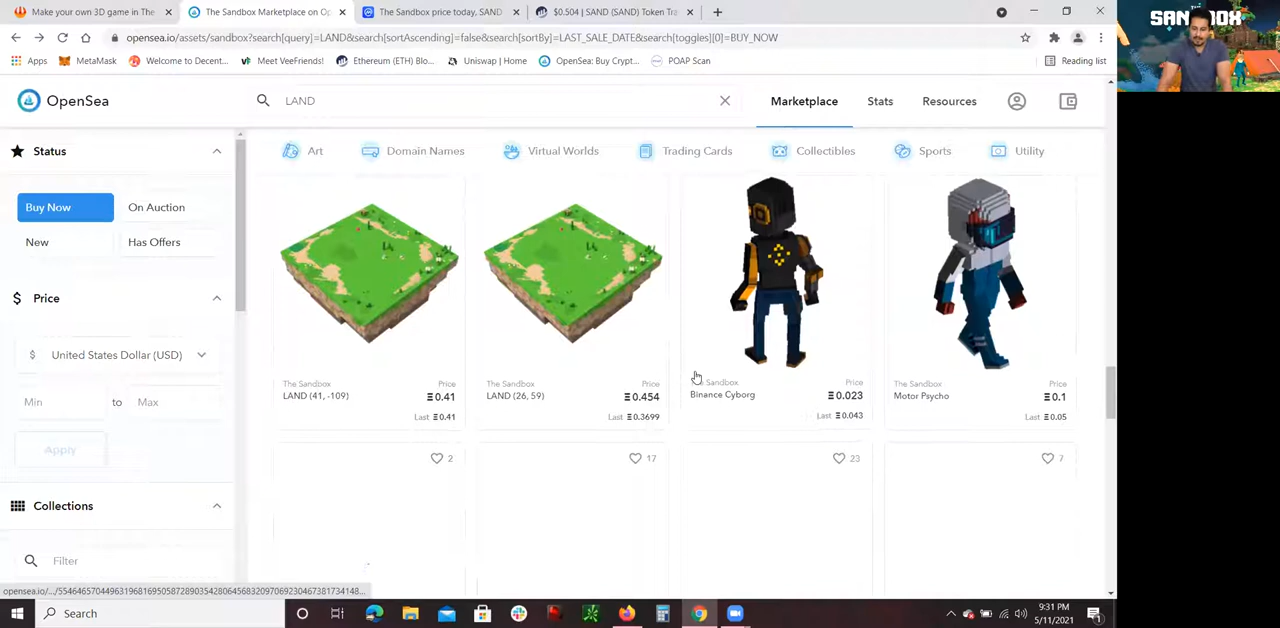 Make your own 3D game in The
The Sandbox Marketplace on Op
The Sandbox price today, SAND
$0.504 | SAND (SAND) Token Tra
opensea.io/assets/sandbox?search[query]=LAND&search[sortAscending]=false&search[sortBy]=LAST_SALE_DATE&search[toggles][0]=BUY_NOW
Apps
MetaMask
Welcome to Decent...
Meet VeeFriends!
Ethereum (ETH) Blo...
Uniswap | Home
OpenSea: Buy Crypt...
POAP Scan
Reading list
OpenSea
LAND
Marketplace
Stats
Resources
Art
Domain Names
Virtual Worlds
Trading Cards
Collectibles
Sports
Utility
Status
Buy Now
On Auction
New
Has Offers
Price
$ United States Dollar (USD)
Min
to
Max
Apply
Collections
Filter
The Sandbox
Price
LAND (41, -109)
0.41
Last 0.41
The Sandbox
Price
LAND (26, 59)
0.454
Last 0.3699
Sandbox
Price
Binance Cyborg
0.023
Last 0.043
The Sandbox
Price
Motor Psycho
0.1
Last 0.05
2
17
23
7
Search
9:31 PM
5/11/2021